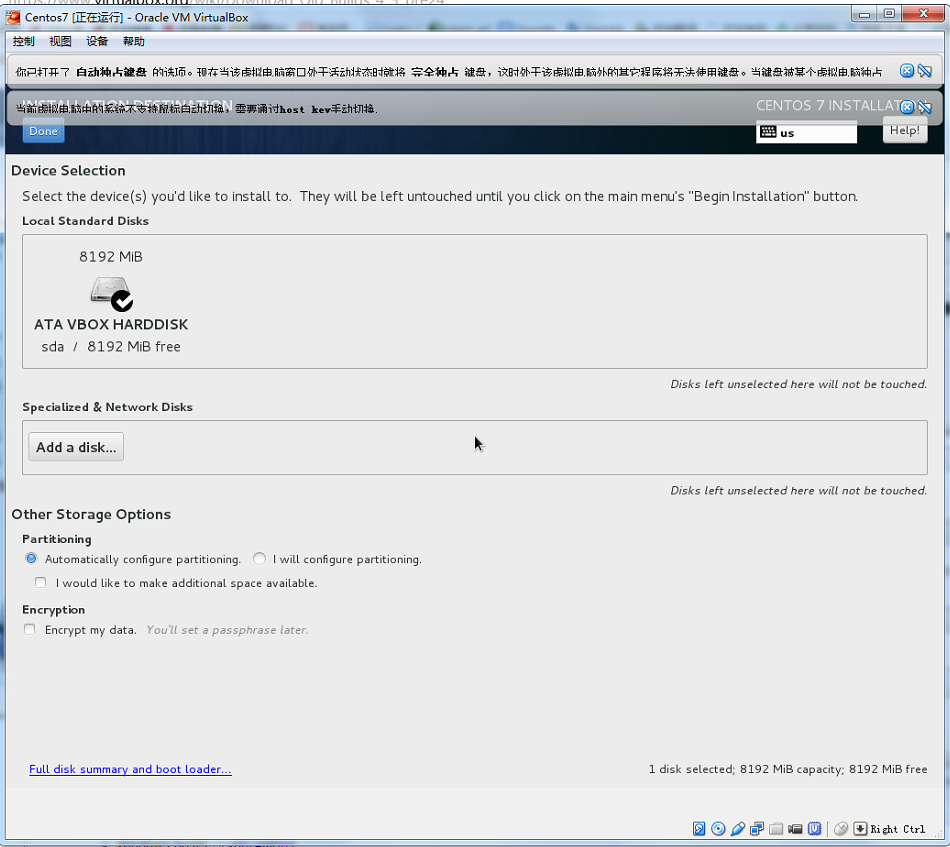 Centos7 [正在运行] - Oracle VM VirtualBox
控制 视图 设备 帮助
你已打开了 自动独占键盘 的选项。现在当该虚拟电脑窗口处于活动状态时就将 完全独占 键盘，这时处于该虚拟电脑外的其它程序将无法使用键盘。当键盘被某个虚拟电脑独占
INSTALLATION DESTINATION
CENTOS 7 INSTALLAT
当前虚拟电脑中的系统不支持鼠标自动切换，需要通过host key手动切换.
Done
us
Help!
Device Selection
Select the device(s) you'd like to install to. They will be left untouched until you click on the main menu's "Begin Installation" button.
Local Standard Disks
8192 MiB
ATA VBOX HARDDISK
sda / 8192 MiB free
Disks left unselected here will not be touched.
Specialized & Network Disks
Add a disk...
Disks left unselected here will not be touched.
Other Storage Options
Partitioning
Automatically configure partitioning. I will configure partitioning.
I would like to make additional space available.
Encryption
Encrypt my data. You'll set a passphrase later.
Full disk summary and boot loader...
1 disk selected; 8192 MiB capacity; 8192 MiB free
Right Ctrl